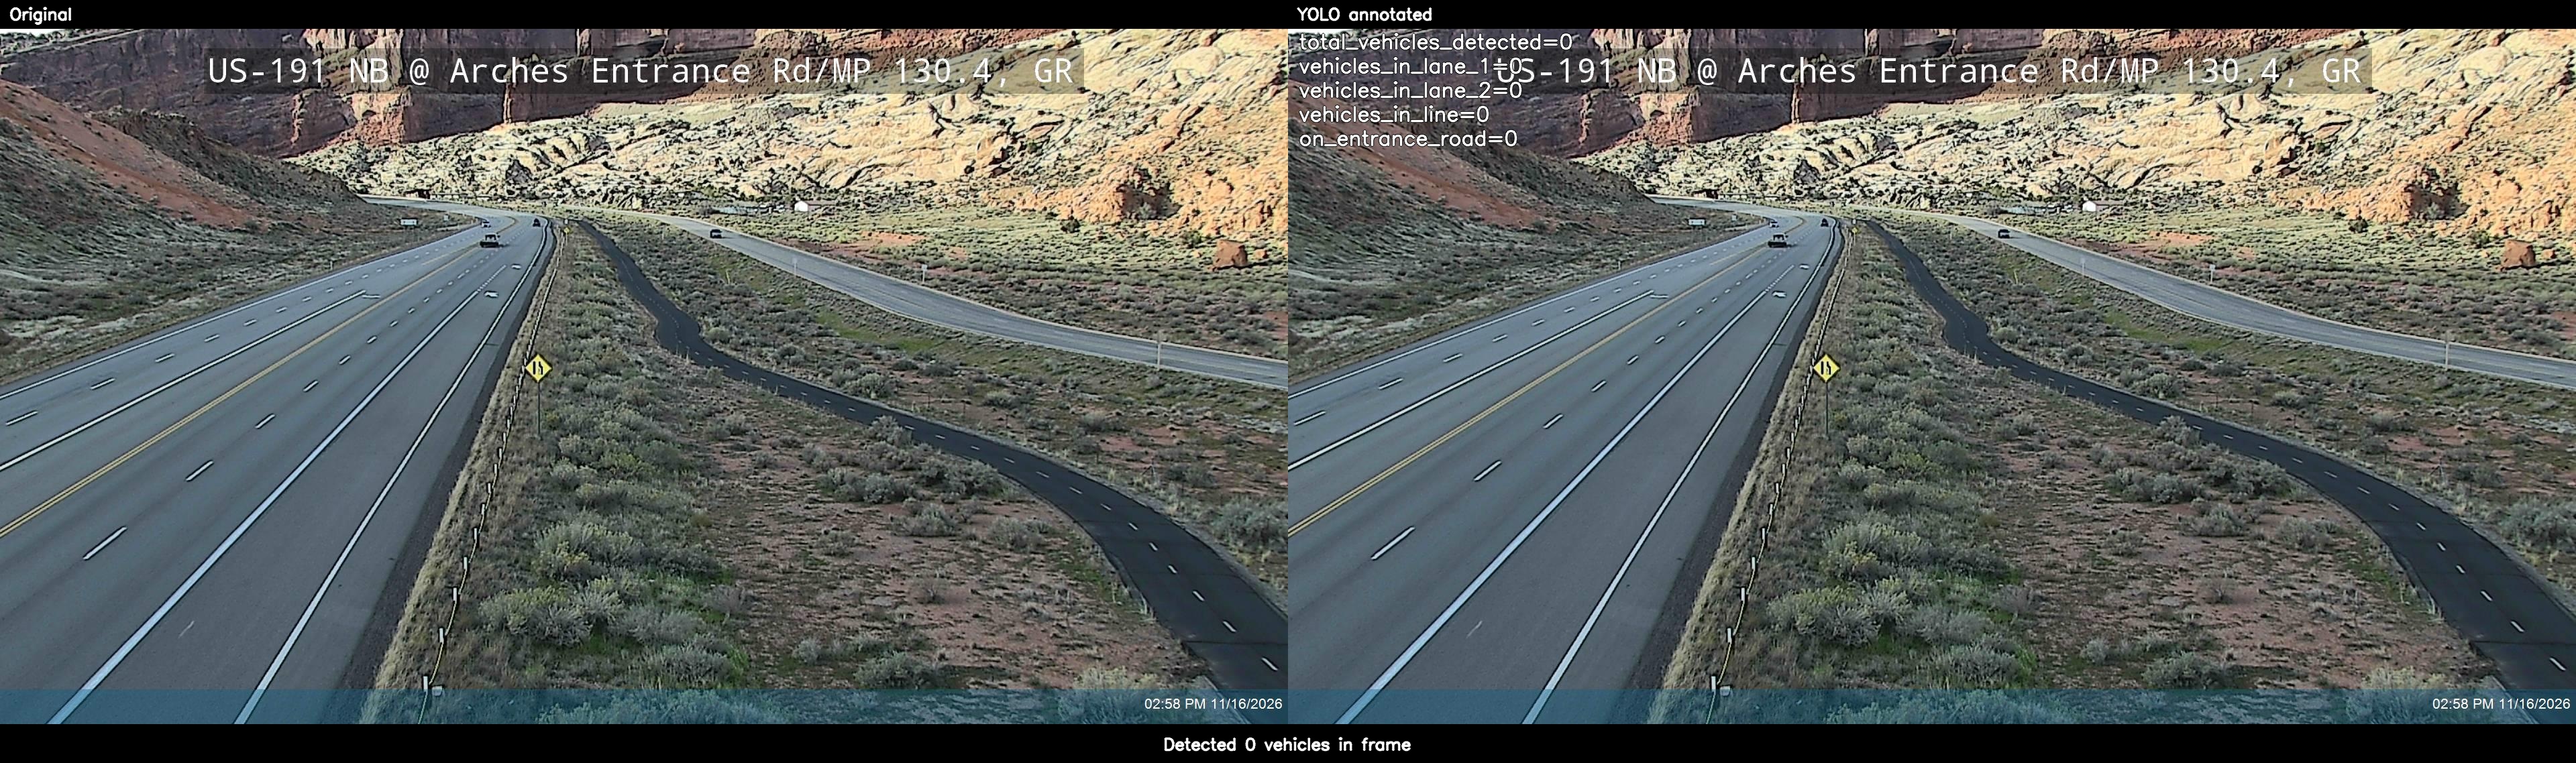 Original
US-191 NB @ Arches Entrance Rd/MP 130.4, GR
02:58 PM 11/16/2026
YOLO annotated
total_vehicles_detected=0
vehicles_in_lane_1=0
US-191 NB @ Arches Entrance Rd/MP 130.4, GR
vehicles_in_lane_2=0
vehicles_in_line=0
on_entrance_road=0
02:58 PM 11/16/2026
Detected 0 vehicles in frame